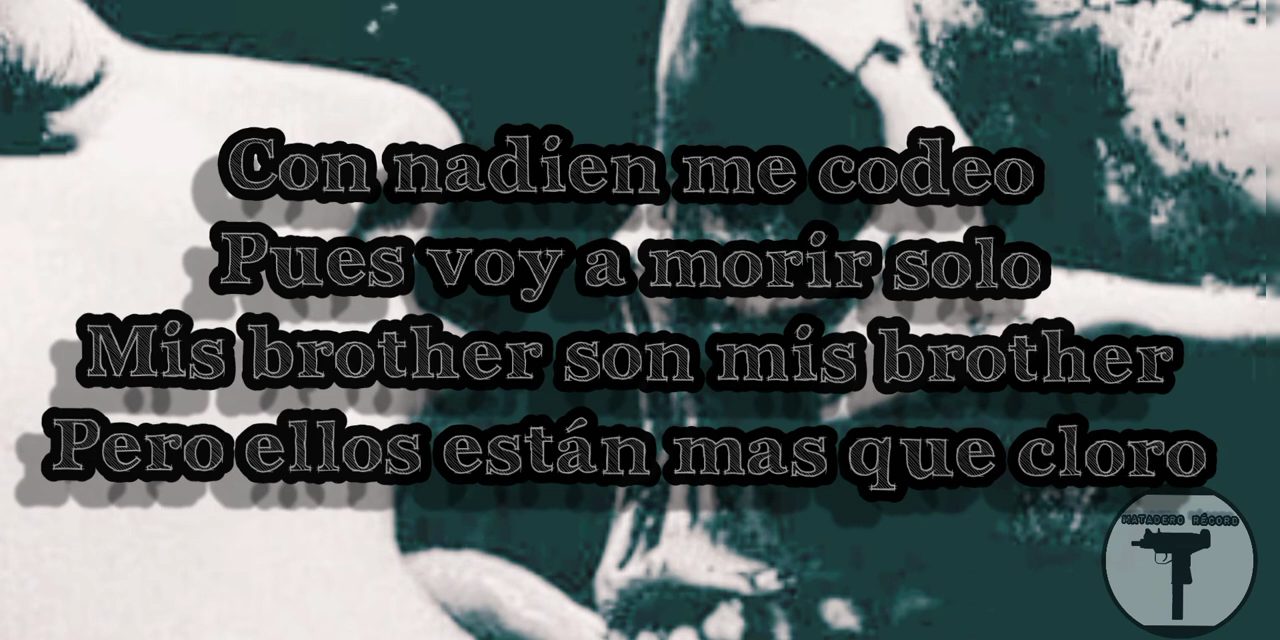 Con nadien me codeo
Pues voy a morir solo
Mis brother son mis brother
Pero ellos están mas que cloro
MATADERO RÉCORD